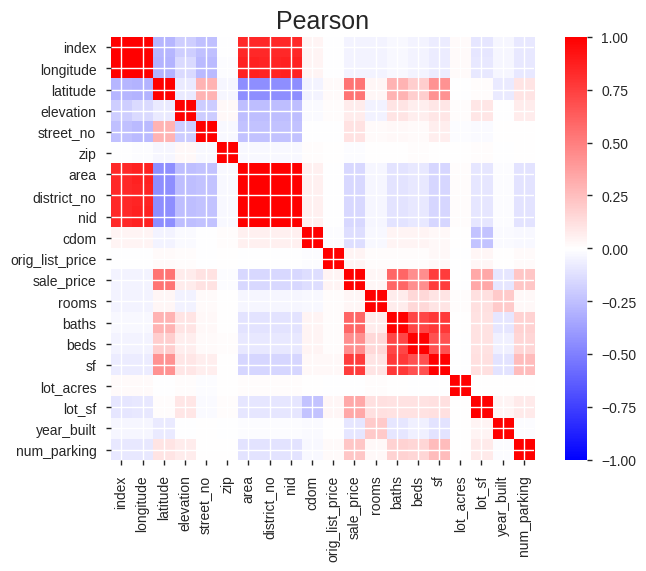 Pearson
index
longitude
latitude
elevation
street_no
zip
area
district_no
nid
cdom
orig_list_price
sale_price
rooms
baths
beds
sf
lot_acres
lot_sf
year_built
num_parking
index
longitude
latitude
elevation
street_no
zip
area
district_no
nid
cdom
orig_list_price
sale_price
rooms
baths
beds
sf
lot_acres
lot_sf
year_built
num_parking
1.00
0.75
0.50
0.25
0.00
−0.25
−0.50
−0.75
−1.00